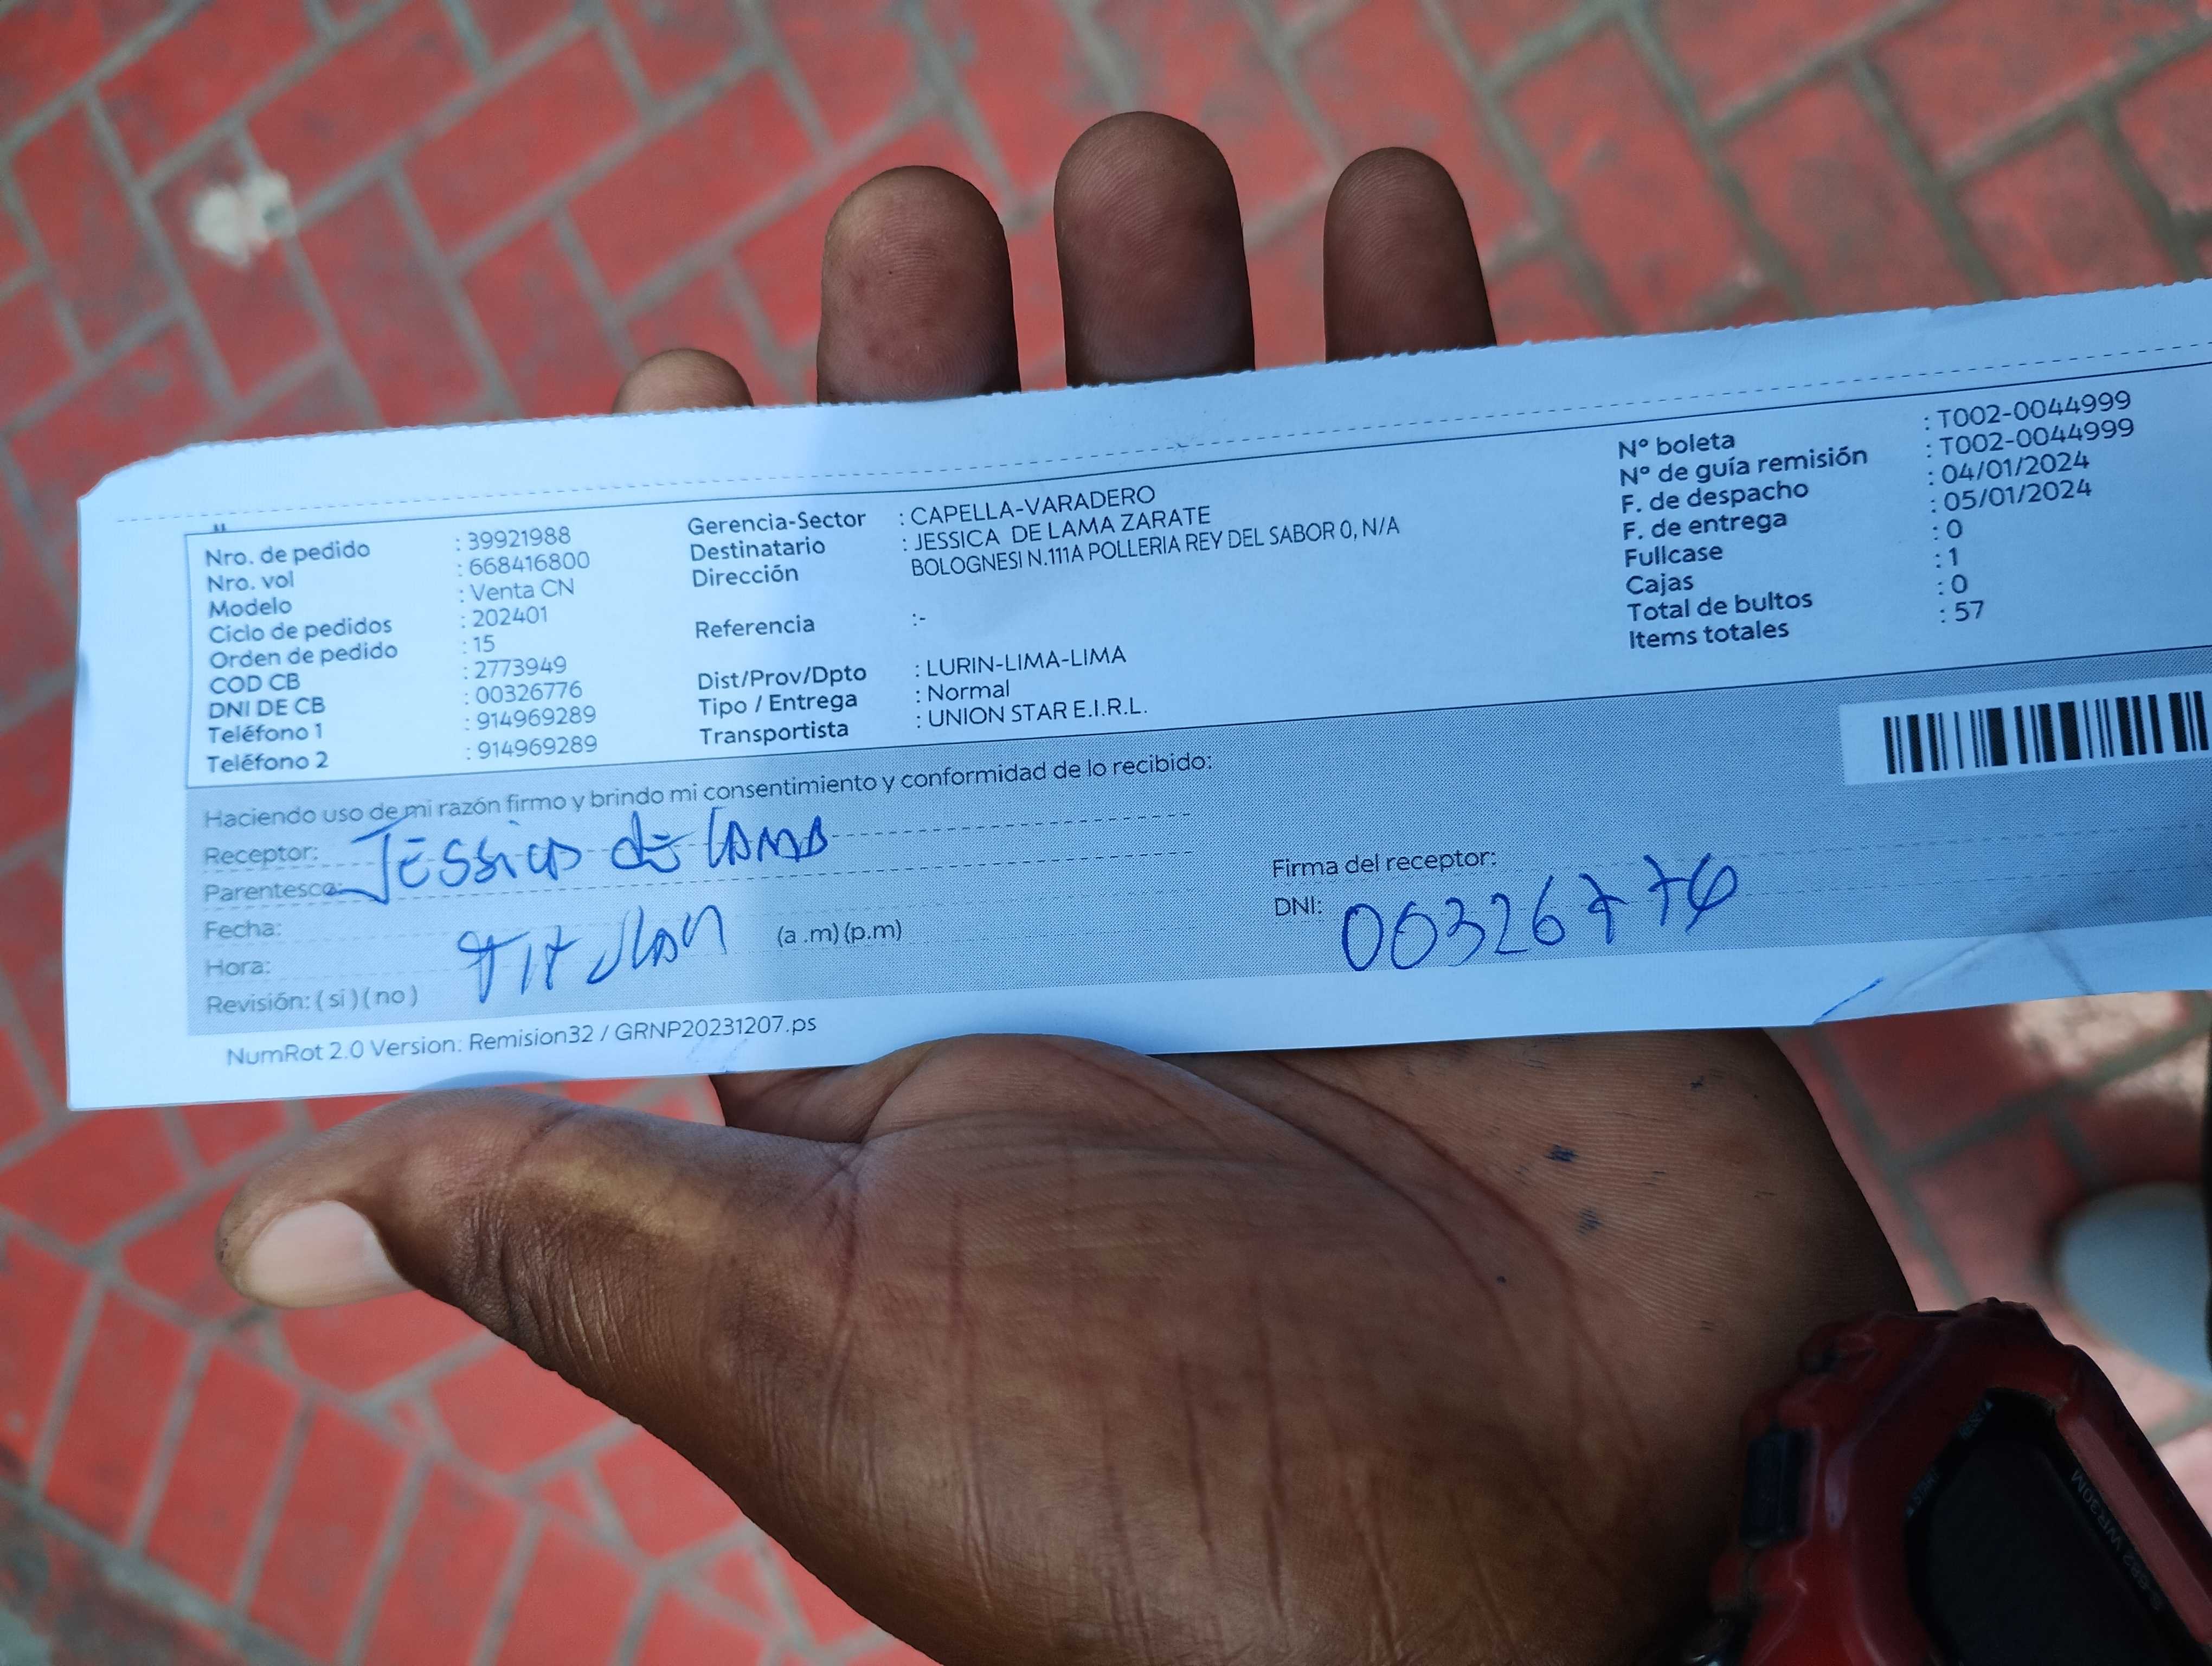 Nro. de pedido : 39921988
Nro. vol : 668416800
Modelo : Venta CN
Ciclo de pedidos : 202401
Orden de pedido : 15
COD CB : 2773949
DNI DE CB : 00326776
Teléfono 1 : 914969289
Teléfono 2 : 914969289
Gerencia-Sector : CAPELLA-VARADERO
Destinatario : JESSICA DE LAMA ZARATE
Dirección BOLOGNESI N.111A POLLERIA REY DEL SABOR 0, N/A
Referencia :-
Dist/Prov/Dpto : LURIN-LIMA-LIMA
Tipo / Entrega : Normal
Transportista : UNION STAR E.I.R.L.
N° boleta : T002-0044999
N° de guía remisión : T002-0044999
F. de despacho : 04/01/2024
F. de entrega : 05/01/2024
Fullcase : 0
Cajas : 1
Total de bultos : 0
Items totales : 57
Haciendo uso de mi razón firmo y brindo mi consentimiento y conformidad de lo recibido:
Receptor: Jessica de Lama
Parentesco:
Fecha: Titular
Hora: (a .m) (p.m)
Revisión: ( si ) ( no )
Firma del receptor:
DNI: 00326776
NumRot 2.0 Version: Remision32 / GRNP20231207.ps